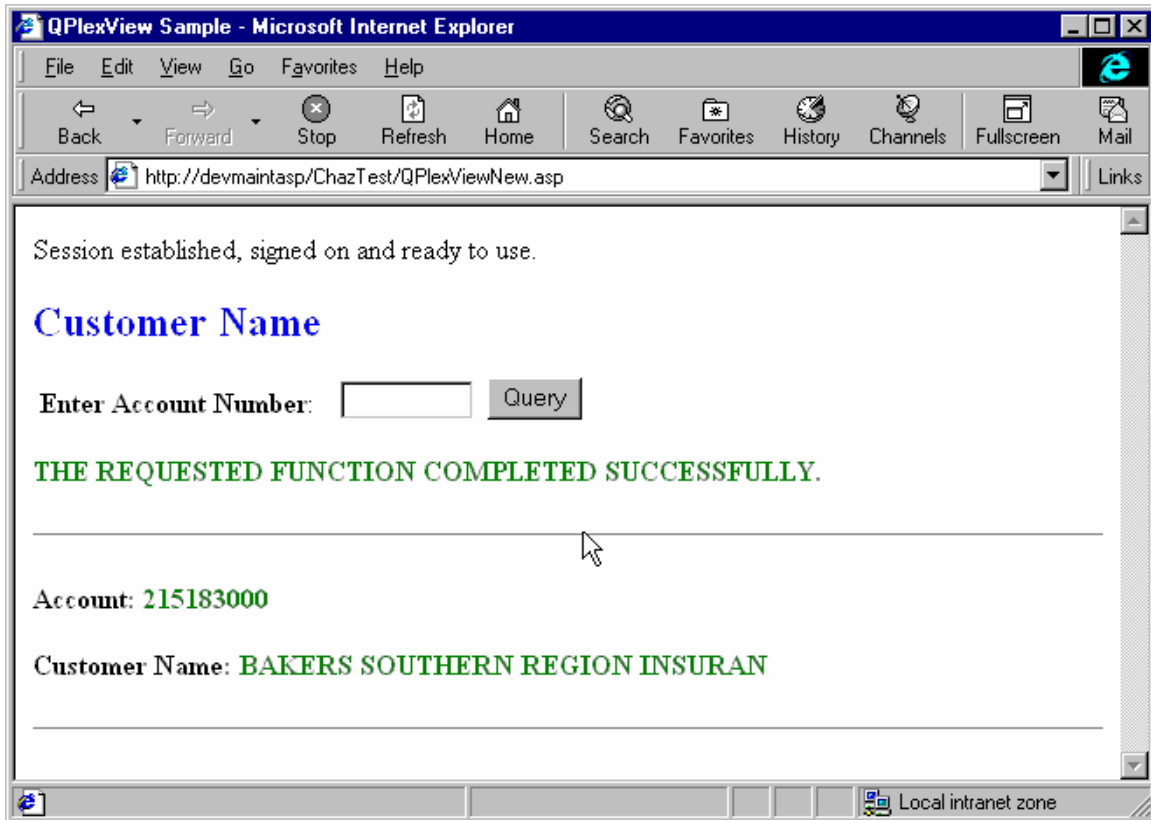 QPlexView Sample - Microsoft Internet Explorer
File Edit View Go Favorites Help
Back Forward Stop Refresh Home Search Favorites History Channels Fullscreen Mail
Address http://devmaintasp/ChazTest/QPlexViewNew.asp Links
Session established, signed on and ready to use.
Customer Name
Enter Account Number: Query
THE REQUESTED FUNCTION COMPLETED SUCCESSFULLY.
Account: 215183000
Customer Name: BAKERS SOUTHERN REGION INSURAN
Local intranet zone